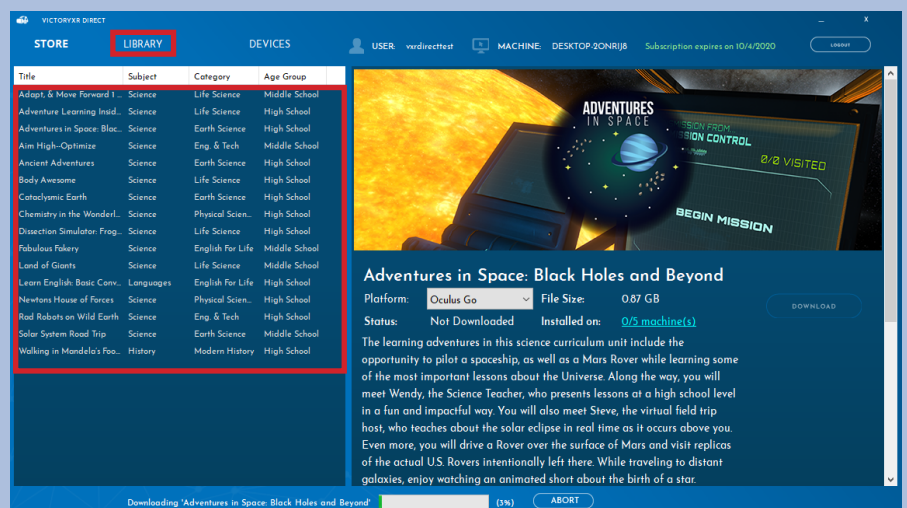 VICTORYXR DIRECT
_ X
STORE LIBRARY DEVICES USER: vxrdirecttest MACHINE: DESKTOP-2ONRIJ8 Subscription expires on 10/4/2020 LOGOUT
Title Subject Category Age Group
Adapt, & Move Forward 1 ... Science Life Science Middle School
Adventure Learning Insid... Science Life Science High School
Adventures in Space: Blac... Science Earth Science High School
Aim High--Optimize Science Eng. & Tech Middle School
Ancient Adventures Science Earth Science High School
Body Awesome Science Life Science High School
Cataclysmic Earth Science Earth Science High School
Chemistry in the Wonderl... Science Physical Scien... High School
Dissection Simulator: Frog... Science Life Science High School
Fabulous Fakery Science English For Life Middle School
Land of Giants Science Life Science Middle School
Learn English: Basic Conv... Languages English For Life High School
Newtons House of Forces Science Physical Scien... High School
Rad Robots on Wild Earth Science Eng. & Tech High School
Solar System Road Trip Science Earth Science Middle School
Walking in Mandela's Foo... History Modern History High School
ADVENTURES
IN SPACE
MISSION FROM
MISSION CONTROL
0/0 VISITED
BEGIN MISSION
Adventures in Space: Black Holes and Beyond
Platform: Oculus Go File Size: 0.87 GB
DOWNLOAD
Status: Not Downloaded Installed on: 0/5 machine(s)
The learning adventures in this science curriculum unit include the
opportunity to pilot a spaceship, as well as a Mars Rover while learning some
of the most important lessons about the Universe. Along the way, you will
meet Wendy, the Science Teacher, who presents lessons at a high school level
in a fun and impactful way. You will also meet Steve, the virtual field trip
host, who teaches about the solar eclipse in real time as it occurs above you.
Even more, you will drive a Rover over the surface of Mars and visit replicas
of the actual U.S. Rovers intentionally left there. While traveling to distant
galaxies, enjoy watching an animated short about the birth of a star.
Downloading 'Adventures in Space: Black Holes and Beyond' (3%) ABORT